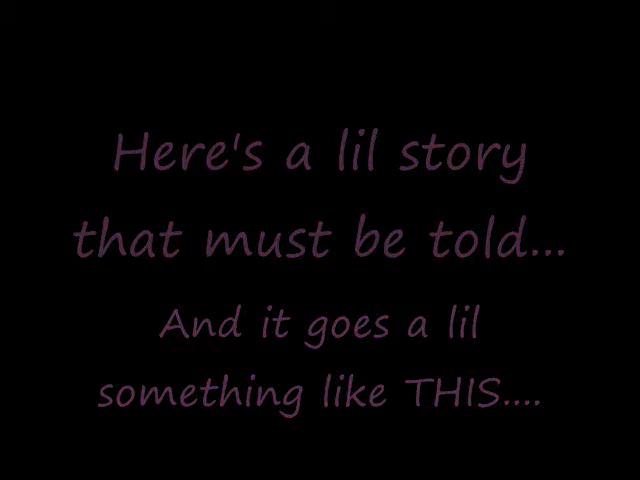 Here's a lil story
that must be told...
And it goes a lil
something like THIS....